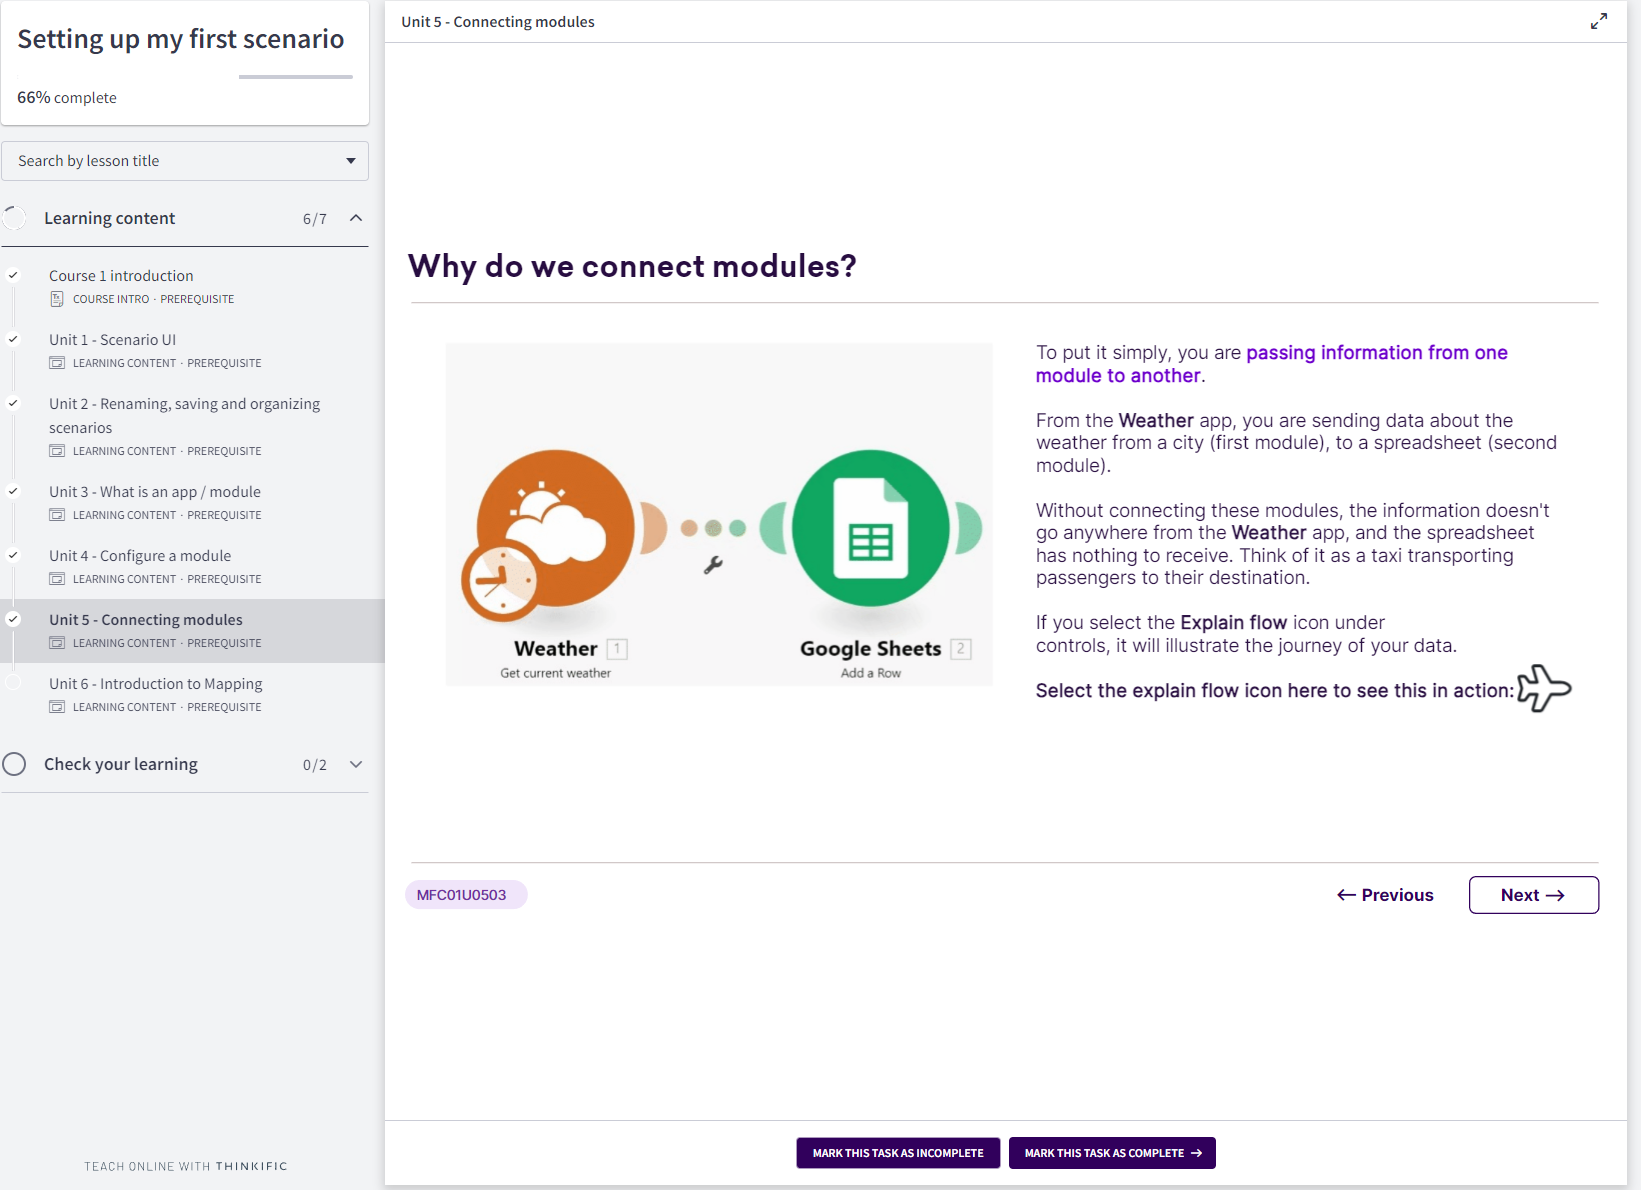 Setting up my first scenario
66% complete
Search by lesson title
Learning content 6/7
Course 1 introduction
COURSE INTRO · PREREQUISITE
Unit 1 - Scenario UI
LEARNING CONTENT · PREREQUISITE
Unit 2 - Renaming, saving and organizing
scenarios
LEARNING CONTENT · PREREQUISITE
Unit 3 - What is an app / module
LEARNING CONTENT · PREREQUISITE
Unit 4 - Configure a module
LEARNING CONTENT · PREREQUISITE
Unit 5 - Connecting modules
LEARNING CONTENT · PREREQUISITE
Unit 6 - Introduction to Mapping
LEARNING CONTENT · PREREQUISITE
Check your learning 0/2
TEACH ONLINE WITH THINKIFIC
Unit 5 - Connecting modules
Why do we connect modules?
Weather 1
Get current weather
Google Sheets 2
Add a Row
To put it simply, you are passing information from one
module to another.
From the Weather app, you are sending data about the
weather from a city (first module), to a spreadsheet (second
module).
Without connecting these modules, the information doesn't
go anywhere from the Weather app, and the spreadsheet
has nothing to receive. Think of it as a taxi transporting
passengers to their destination.
If you select the Explain flow icon under
controls, it will illustrate the journey of your data.
Select the explain flow icon here to see this in action:
MFC01U0503
← Previous
Next →
MARK THIS TASK AS INCOMPLETE
MARK THIS TASK AS COMPLETE →